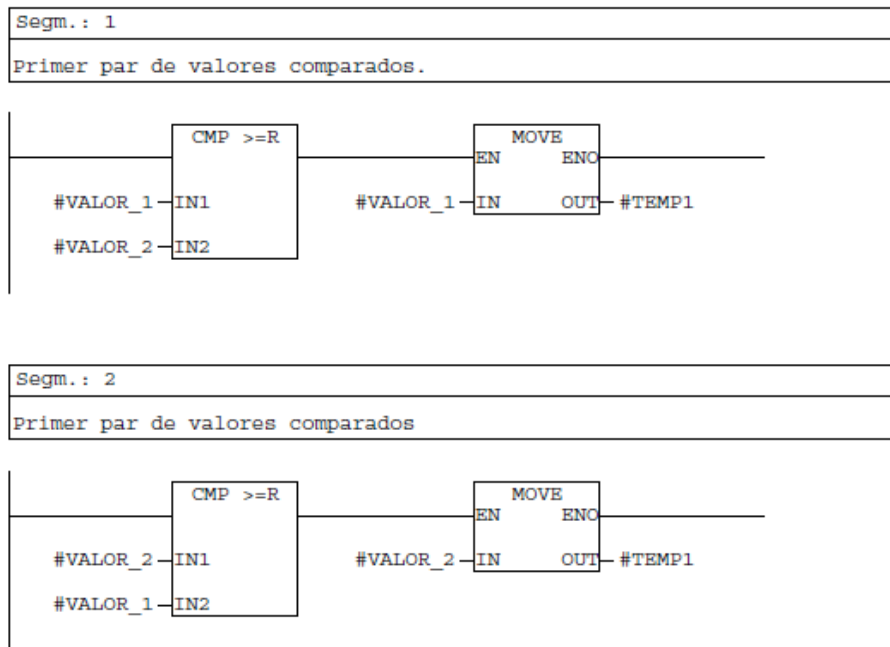 Segm.: 1
Primer par de valores comparados.
CMP >=R
MOVE
EN ENO
#VALOR_1 IN1
#VALOR_1 IN OUT #TEMP1
#VALOR_2 IN2
Segm.: 2
Primer par de valores comparados
CMP >=R
MOVE
EN ENO
#VALOR_2 IN1
#VALOR_2 IN OUT #TEMP1
#VALOR_1 IN2